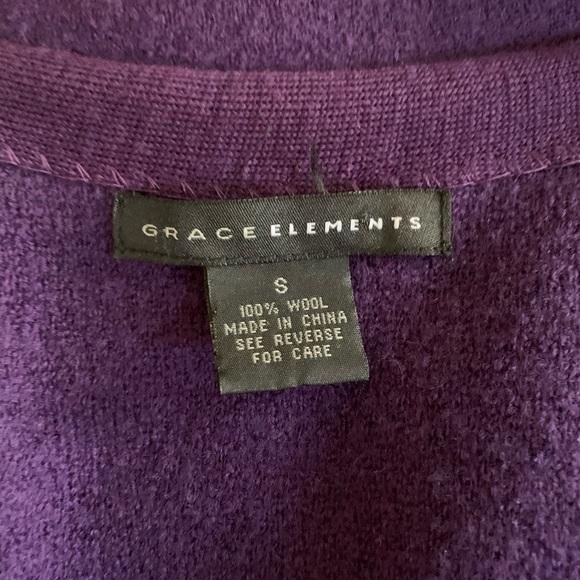 GRACE ELEMENTS
S
100% WOOL
MADE IN CHINA
SEE REVERSE
FOR CARE